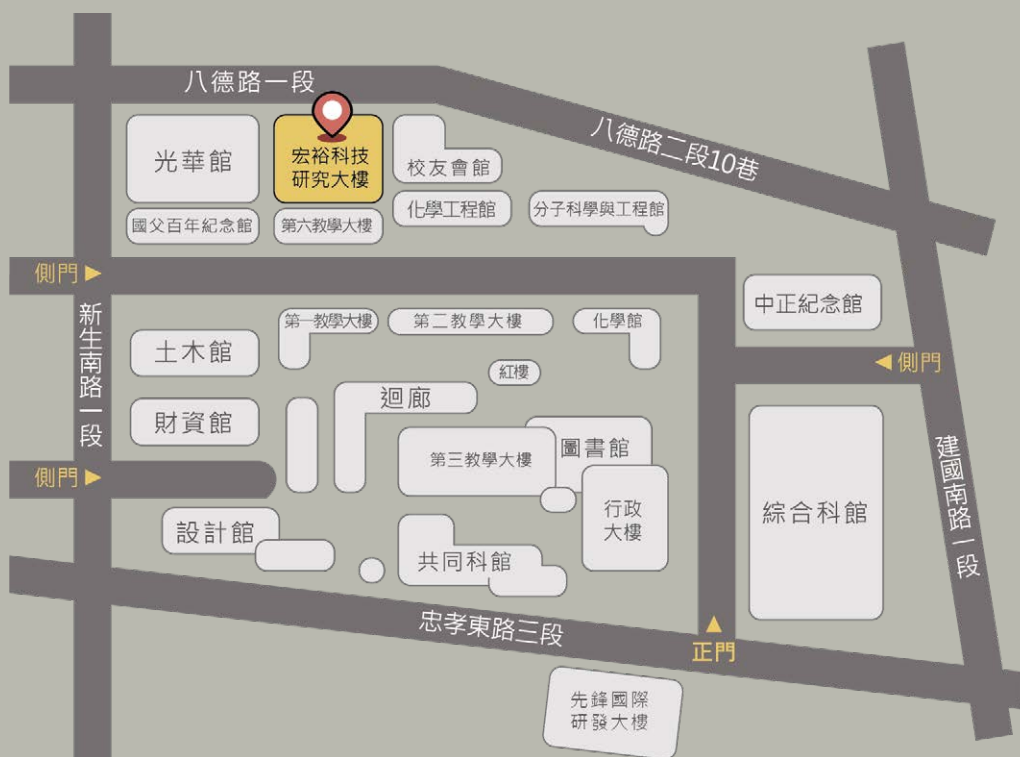 八德路一段
八德路二段10巷
光華館
宏裕科技
研究大樓
校友會館
國父百年紀念館
第六教學大樓
化學工程館
分子科學與工程館
側門
中正紀念館
新生南路一段
第一教學大樓
第二教學大樓
化學館
土木館
紅樓
側門
迴廊
財資館
圖書館
第三教學大樓
側門
建國南路一段
設計館
行政
大樓
綜合科館
共同科館
忠孝東路三段
正門
先鋒國際
研發大樓